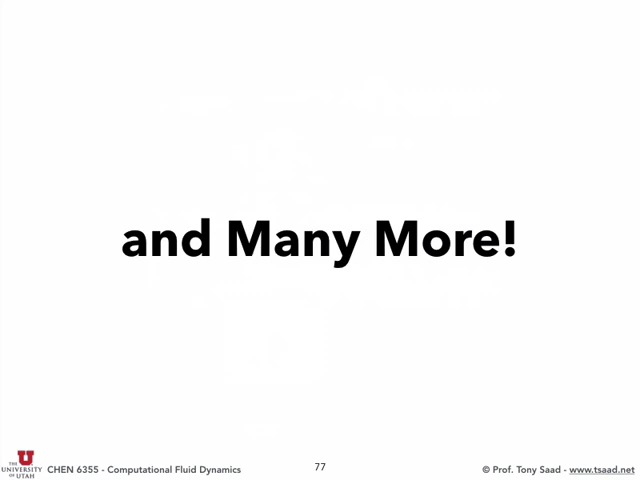 and Many More!
THE
UNIVERSITY
OF UTAH
CHEN 6355 - Computational Fluid Dynamics
77
© Prof. Tony Saad - www.tsaad.net